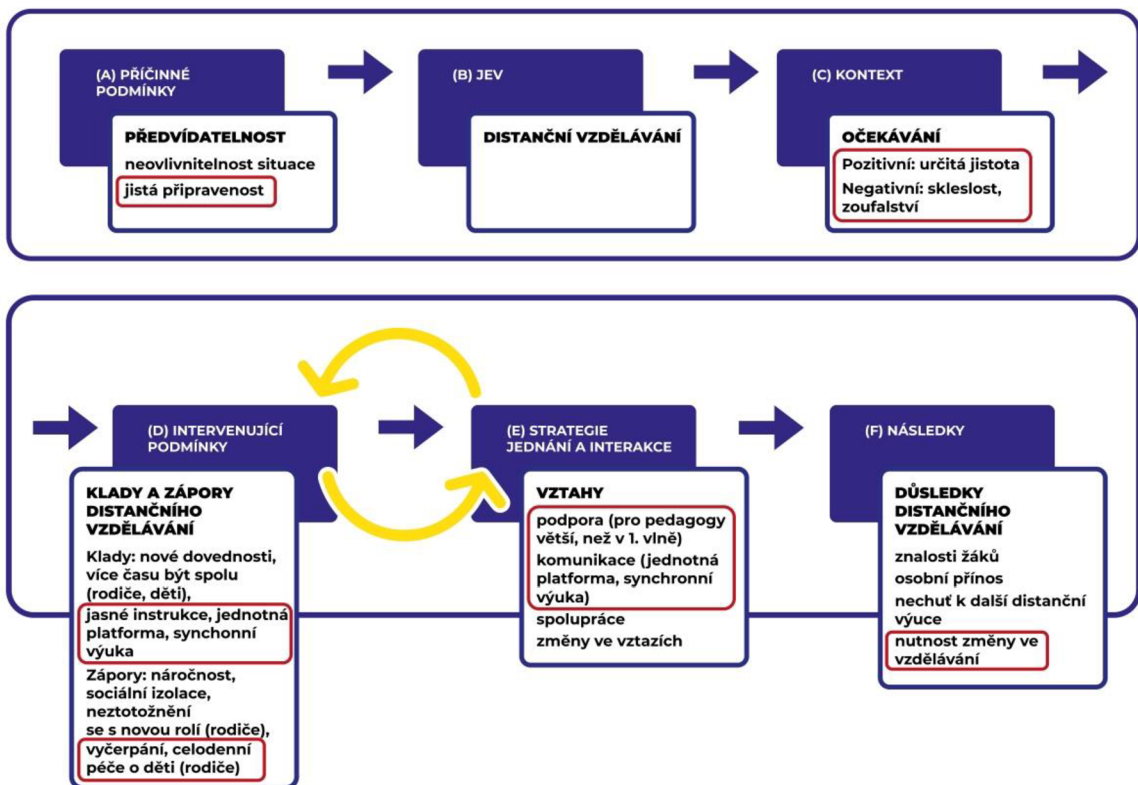 (A) PŘÍČINNÉ
PODMÍNKY
PŘEDVÍDATELNOST
neovlivnitelnost situace
jistá připravenost
(B) JEV
DISTANČNÍ VZDĚLÁVÁNÍ
(C) KONTEXT
OČEKÁVÁNÍ
Pozitivní: určitá jistota
Negativní: skleslost,
zoufalství
(D) INTERVENUJÍCÍ
PODMÍNKY
KLADY A ZÁPORY
DISTANČNÍHO
VZDĚLÁVÁNÍ
Klady: nové dovednosti,
více času být spolu
(rodiče, děti),
jasné instrukce, jednotná
platforma, synchonní
výuka
Zápory: náročnost,
sociální izolace,
neztotožnění
se s novou rolí (rodiče),
vyčerpání, celodenní
péče o děti (rodiče)
(E) STRATEGIE
JEDNÁNÍ A INTERAKCE
VZTAHY
podpora (pro pedagogy
větší, než v 1. vlně)
komunikace (jednotná
platforma, synchronní
výuka)
spolupráce
změny ve vztazích
(F) NÁSLEDKY
DŮSLEDKY
DISTANČNÍHO
VZDĚLÁVÁNÍ
znalosti žáků
osobní přínos
nechuť k další distanční
výuce
nutnost změny ve
vzdělávání